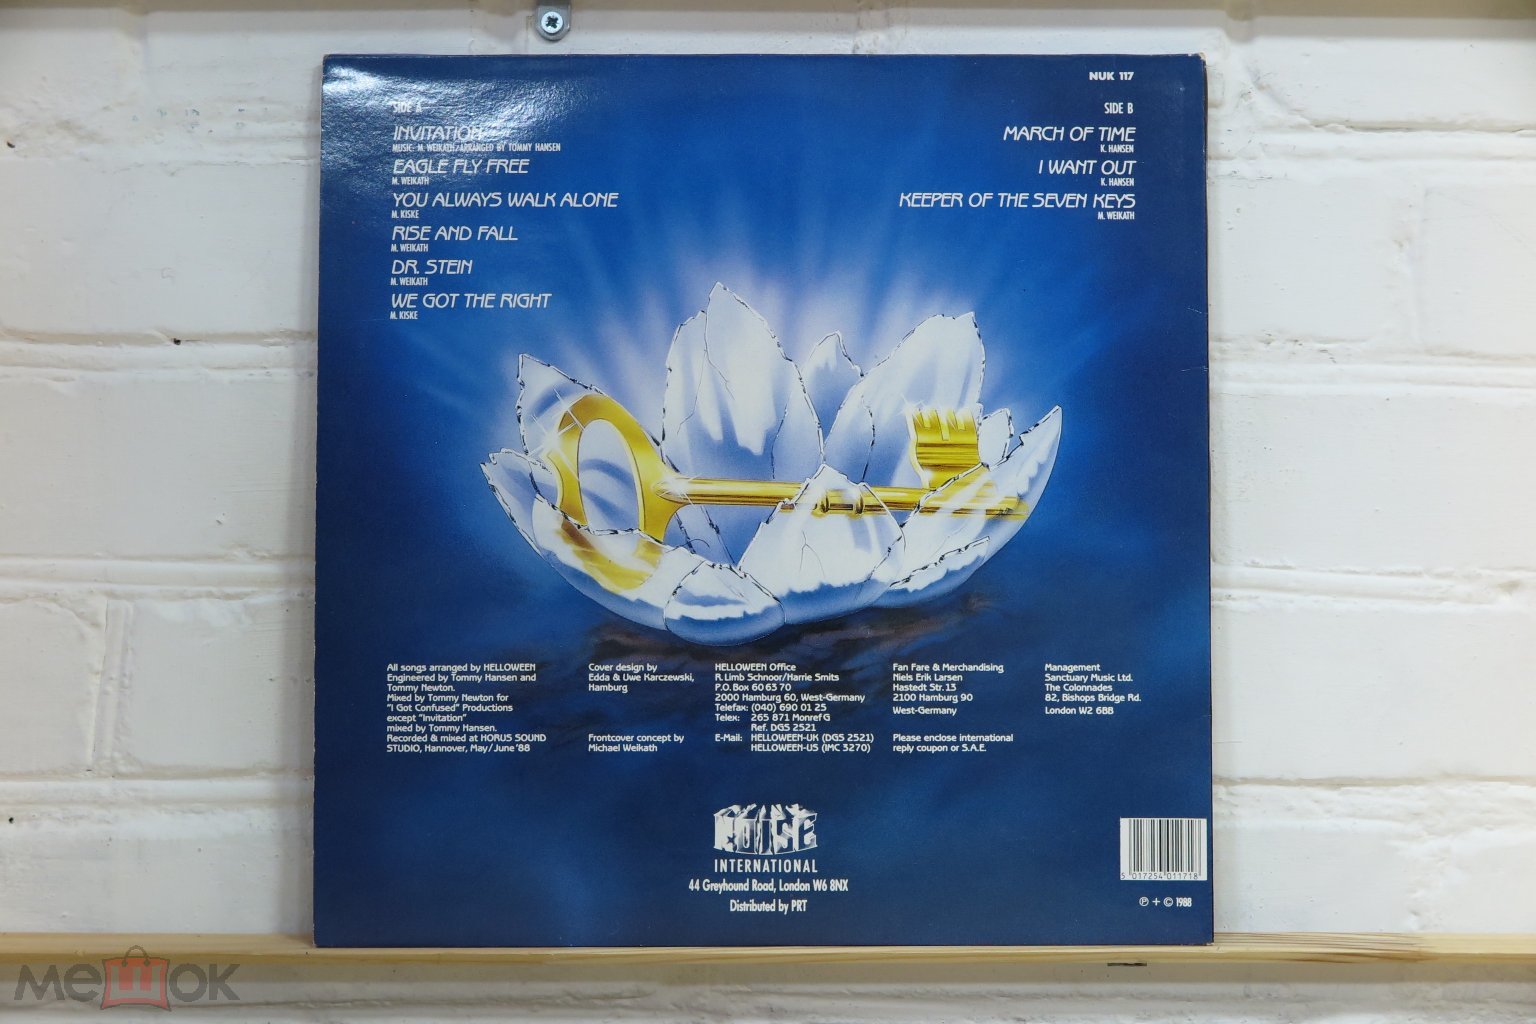 NUK 117
SIDE A
INVITATION
MUSIC: M. WEIKATH/ARRANGED BY TOMMY HANSEN
EAGLE FLY FREE
M. WEIKATH
YOU ALWAYS WALK ALONE
M. KISKE
RISE AND FALL
M. WEIKATH
DR. STEIN
M. WEIKATH
WE GOT THE RIGHT
M. KISKE
SIDE B
MARCH OF TIME
K. HANSEN
I WANT OUT
K. HANSEN
KEEPER OF THE SEVEN KEYS
M. WEIKATH
All songs arranged by HELLOWEEN
Engineered by Tommy Hansen and
Tommy Newton.
Mixed by Tommy Newton for
"I Got Confused" Productions
except "Invitation"
mixed by Tommy Hansen.
Recorded & mixed at HORUS SOUND
STUDIO, Hannover, May/June '88
Cover design by
Edda & Uwe Karczewski,
Hamburg
Frontcover concept by
Michael Weikath
HELLOWEEN Office
R. Limb Schnoor/Harrie Smits
P.O. Box 60 63 70
2000 Hamburg 60, West-Germany
Telefax: (040) 690 01 25
Telex: 265 871 Monref G
Ref. DGS 2521
E-Mail: HELLOWEEN-UK (DGS 2521)
HELLOWEEN-US (IMC 3270)
Fan Fare & Merchandising
Niels Erik Larsen
Hastedt Str. 13
2100 Hamburg 90
West-Germany
Please enclose international
reply coupon or S.A.E.
Management
Sanctuary Music Ltd.
The Colonnades
82, Bishops Bridge Rd.
London W2 6BB
NOISE
INTERNATIONAL
44 Greyhound Road, London W6 8NX
Distributed by PRT
5 017254 011718
℗ + © 1988
мешок